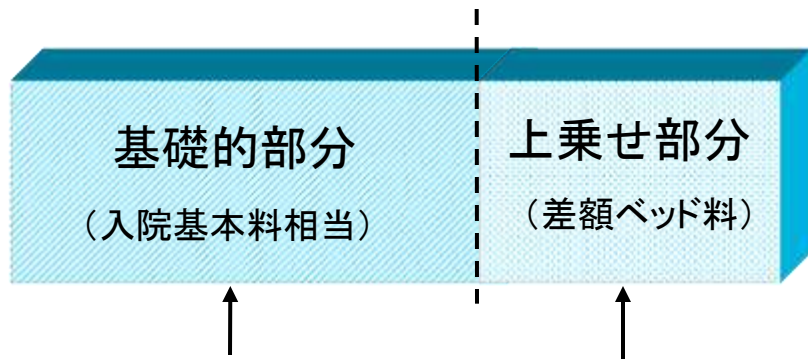 基礎的部分
（入院基本料相当）
上乗せ部分
（差額ベッド料）